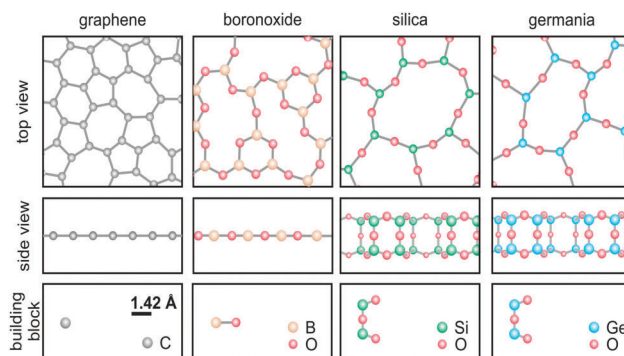 graphene boronoxide silica germania
top view
side view
building block
1.42 Å
C
B
O
Si
O
Ge
O